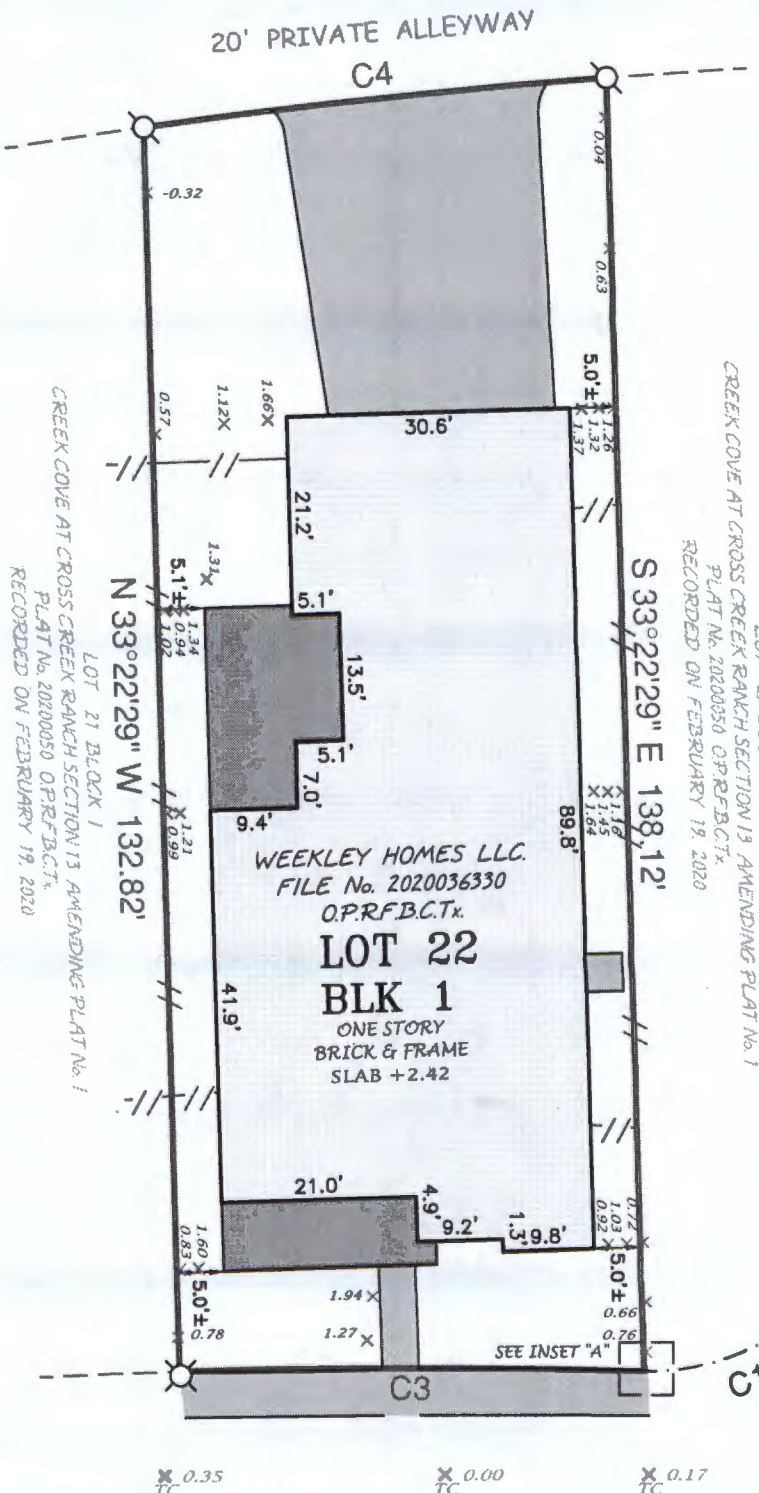 20' PRIVATE ALLEYWAY
C4
0.04
-0.32
0.63
5.0'±
1.26
1.32
1.37
30.6'
1.66X
1.12X
0.57
21.2'
1.31
5.1'±
1.34
0.94
1.02
5.1'
13.5'
5.1'
7.0'
9.4'
N 33°22'29" W 132.82'
S 33°22'29" E 138.12'
LOT 21 BLOCK 1
CREEK COVE AT CROSS CREEK RANCH SECTION 13 AMENDING PLAT No. 1
PLAT No. 20200050 O.P.R.F.B.C.Tx.
RECORDED ON FEBRUARY 19, 2020
CREEK COVE AT CROSS CREEK RANCH SECTION 13 AMENDING PLAT No. 1
PLAT No. 20200050 O.P.R.F.B.C.Tx.
RECORDED ON FEBRUARY 19, 2020
1.21
0.99
89.8'
1.16
1.45
1.64
WEEKLEY HOMES LLC.
FILE No. 2020036330
O.P.R.F.B.C.Tx.
LOT 22
BLK 1
ONE STORY
BRICK & FRAME
SLAB +2.42
41.9'
21.0'
4.9'
9.2'
1.3'
9.8'
0.72
1.03
0.92
5.0'±
1.60
0.83
5.0'±
0.78
1.94
1.27
0.66
0.76
SEE INSET "A"
C3
0.35
TC
0.00
TC
0.17
TC